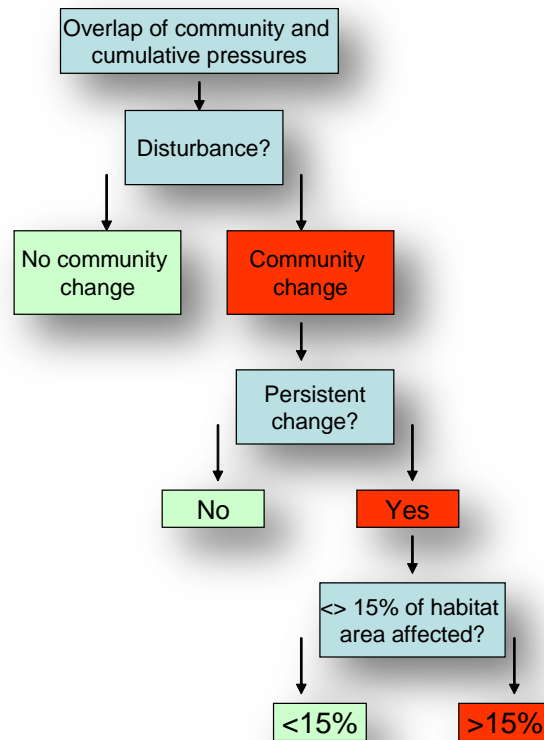 Overlap of community and
cumulative pressures
Disturbance?
No community
change
Community
change
Persistent
change?
No
Yes
<> 15% of habitat
area affected?
<15%
>15%